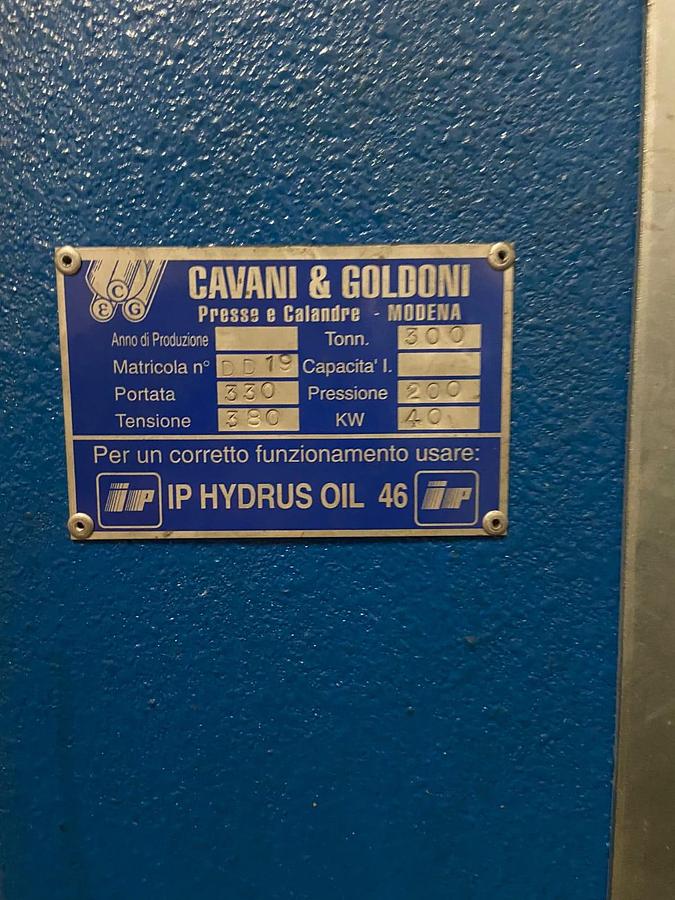 CAVANI & GOLDONI
Presse e Calandre - MODENA
Anno di Produzione Tonn. 300
Matricola n° DD19 Capacita' l.
Portata 330 Pressione 200
Tensione 380 KW 40
Per un corretto funzionamento usare:
iP IP HYDRUS OIL 46 iP
C & G